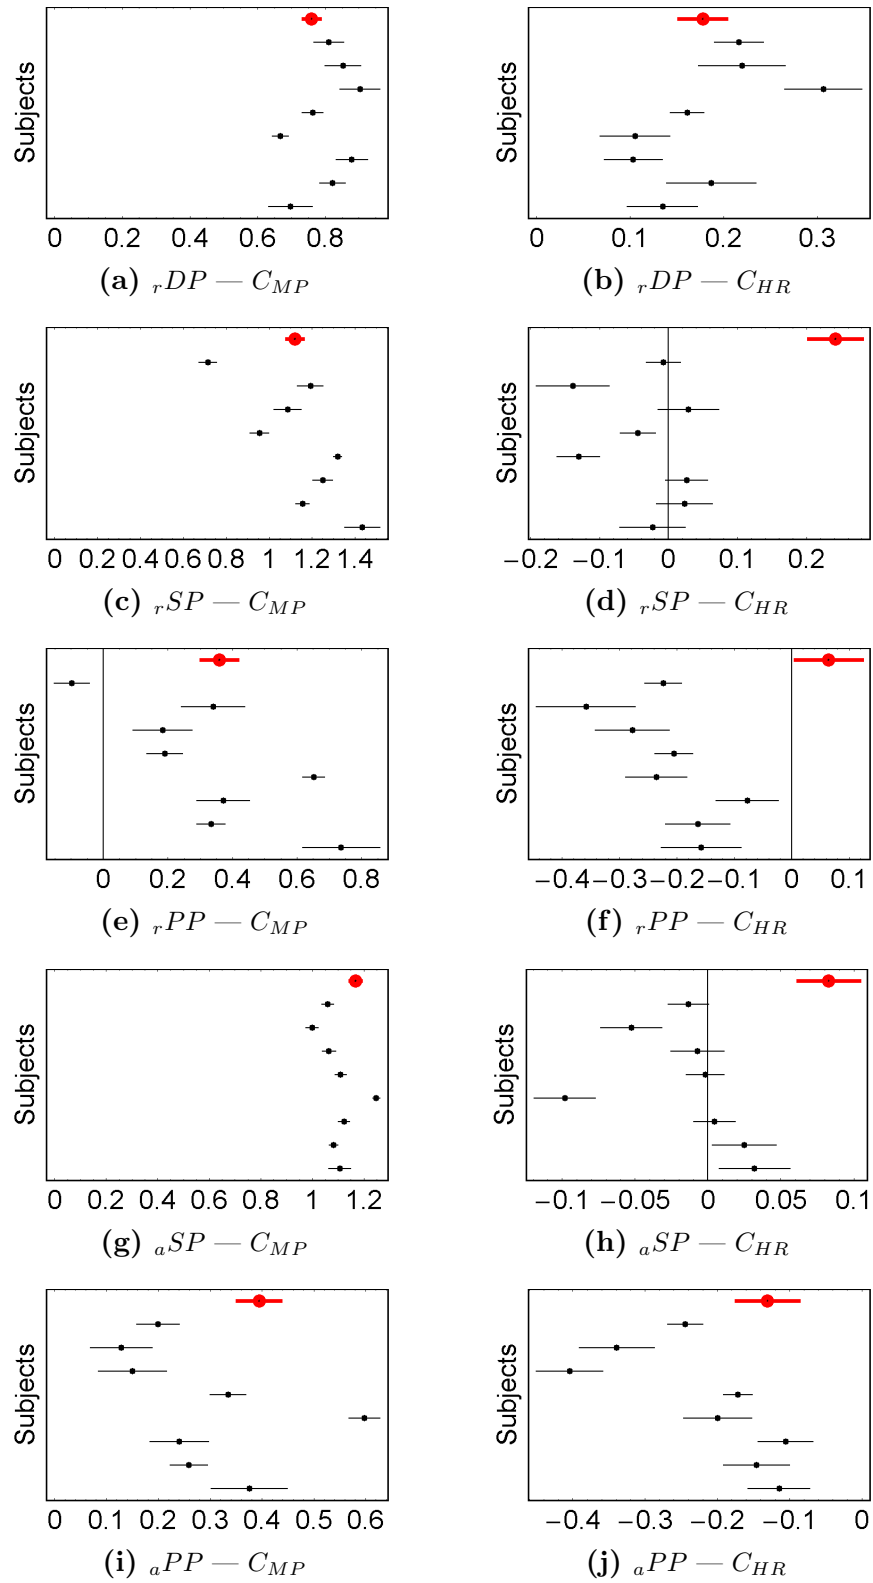 Subjects
0 0.2 0.4 0.6 0.8
(a) rDP — CMP
Subjects
0 0.1 0.2 0.3
(b) rDP — CHR
Subjects
0 0.2 0.4 0.6 0.8 1 1.2 1.4
(c) rSP — CMP
Subjects
−0.2 −0.1 0 0.1 0.2
(d) rSP — CHR
Subjects
0 0.2 0.4 0.6 0.8
(e) rPP — CMP
Subjects
−0.4 −0.3 −0.2 −0.1 0 0.1
(f) rPP — CHR
Subjects
0 0.2 0.4 0.6 0.8 1 1.2
(g) aSP — CMP
Subjects
−0.1 −0.05 0 0.05 0.1
(h) aSP — CHR
Subjects
0 0.1 0.2 0.3 0.4 0.5 0.6
(i) aPP — CMP
Subjects
−0.4 −0.3 −0.2 −0.1 0
(j) aPP — CHR